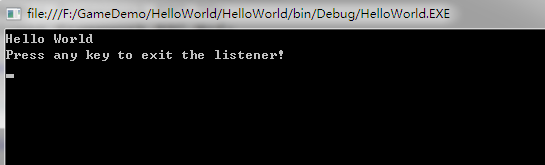 file:///F:/GameDemo/HelloWorld/HelloWorld/bin/Debug/HelloWorld.EXE
Hello World
Press any key to exit the listener!